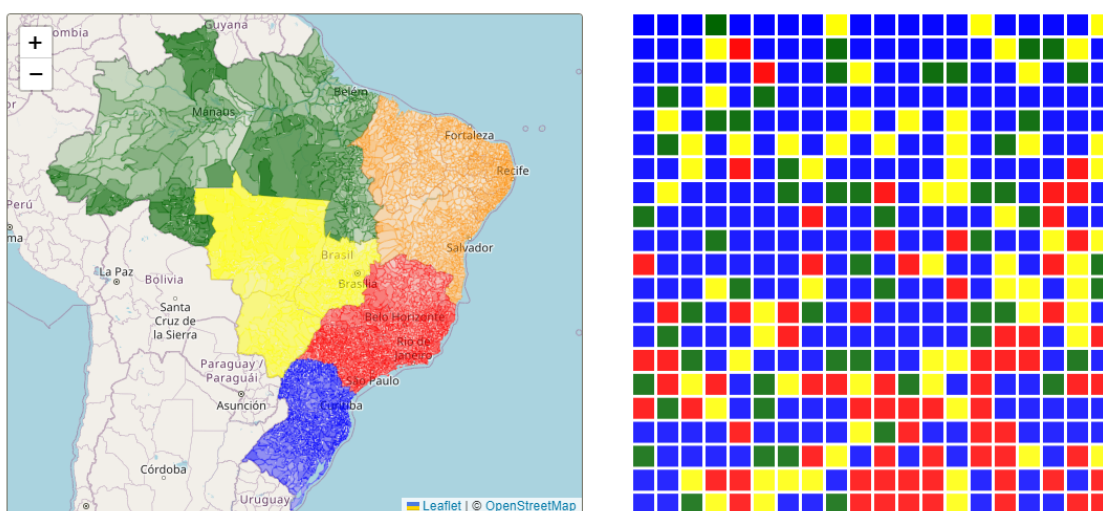 +
−
Guyana
ombia
Belém
Manaus
Fortaleza
Recife
Perú
ma
Salvador
Brasil
Brasília
La Paz
Bolivia
Santa
Cruz de
la Sierra
Belo Horizonte
Rio de
Janeiro
Paraguay /
Paraguái
São Paulo
Asunción
Curitiba
Córdoba
Uruguay
Leaflet | © OpenStreetMap